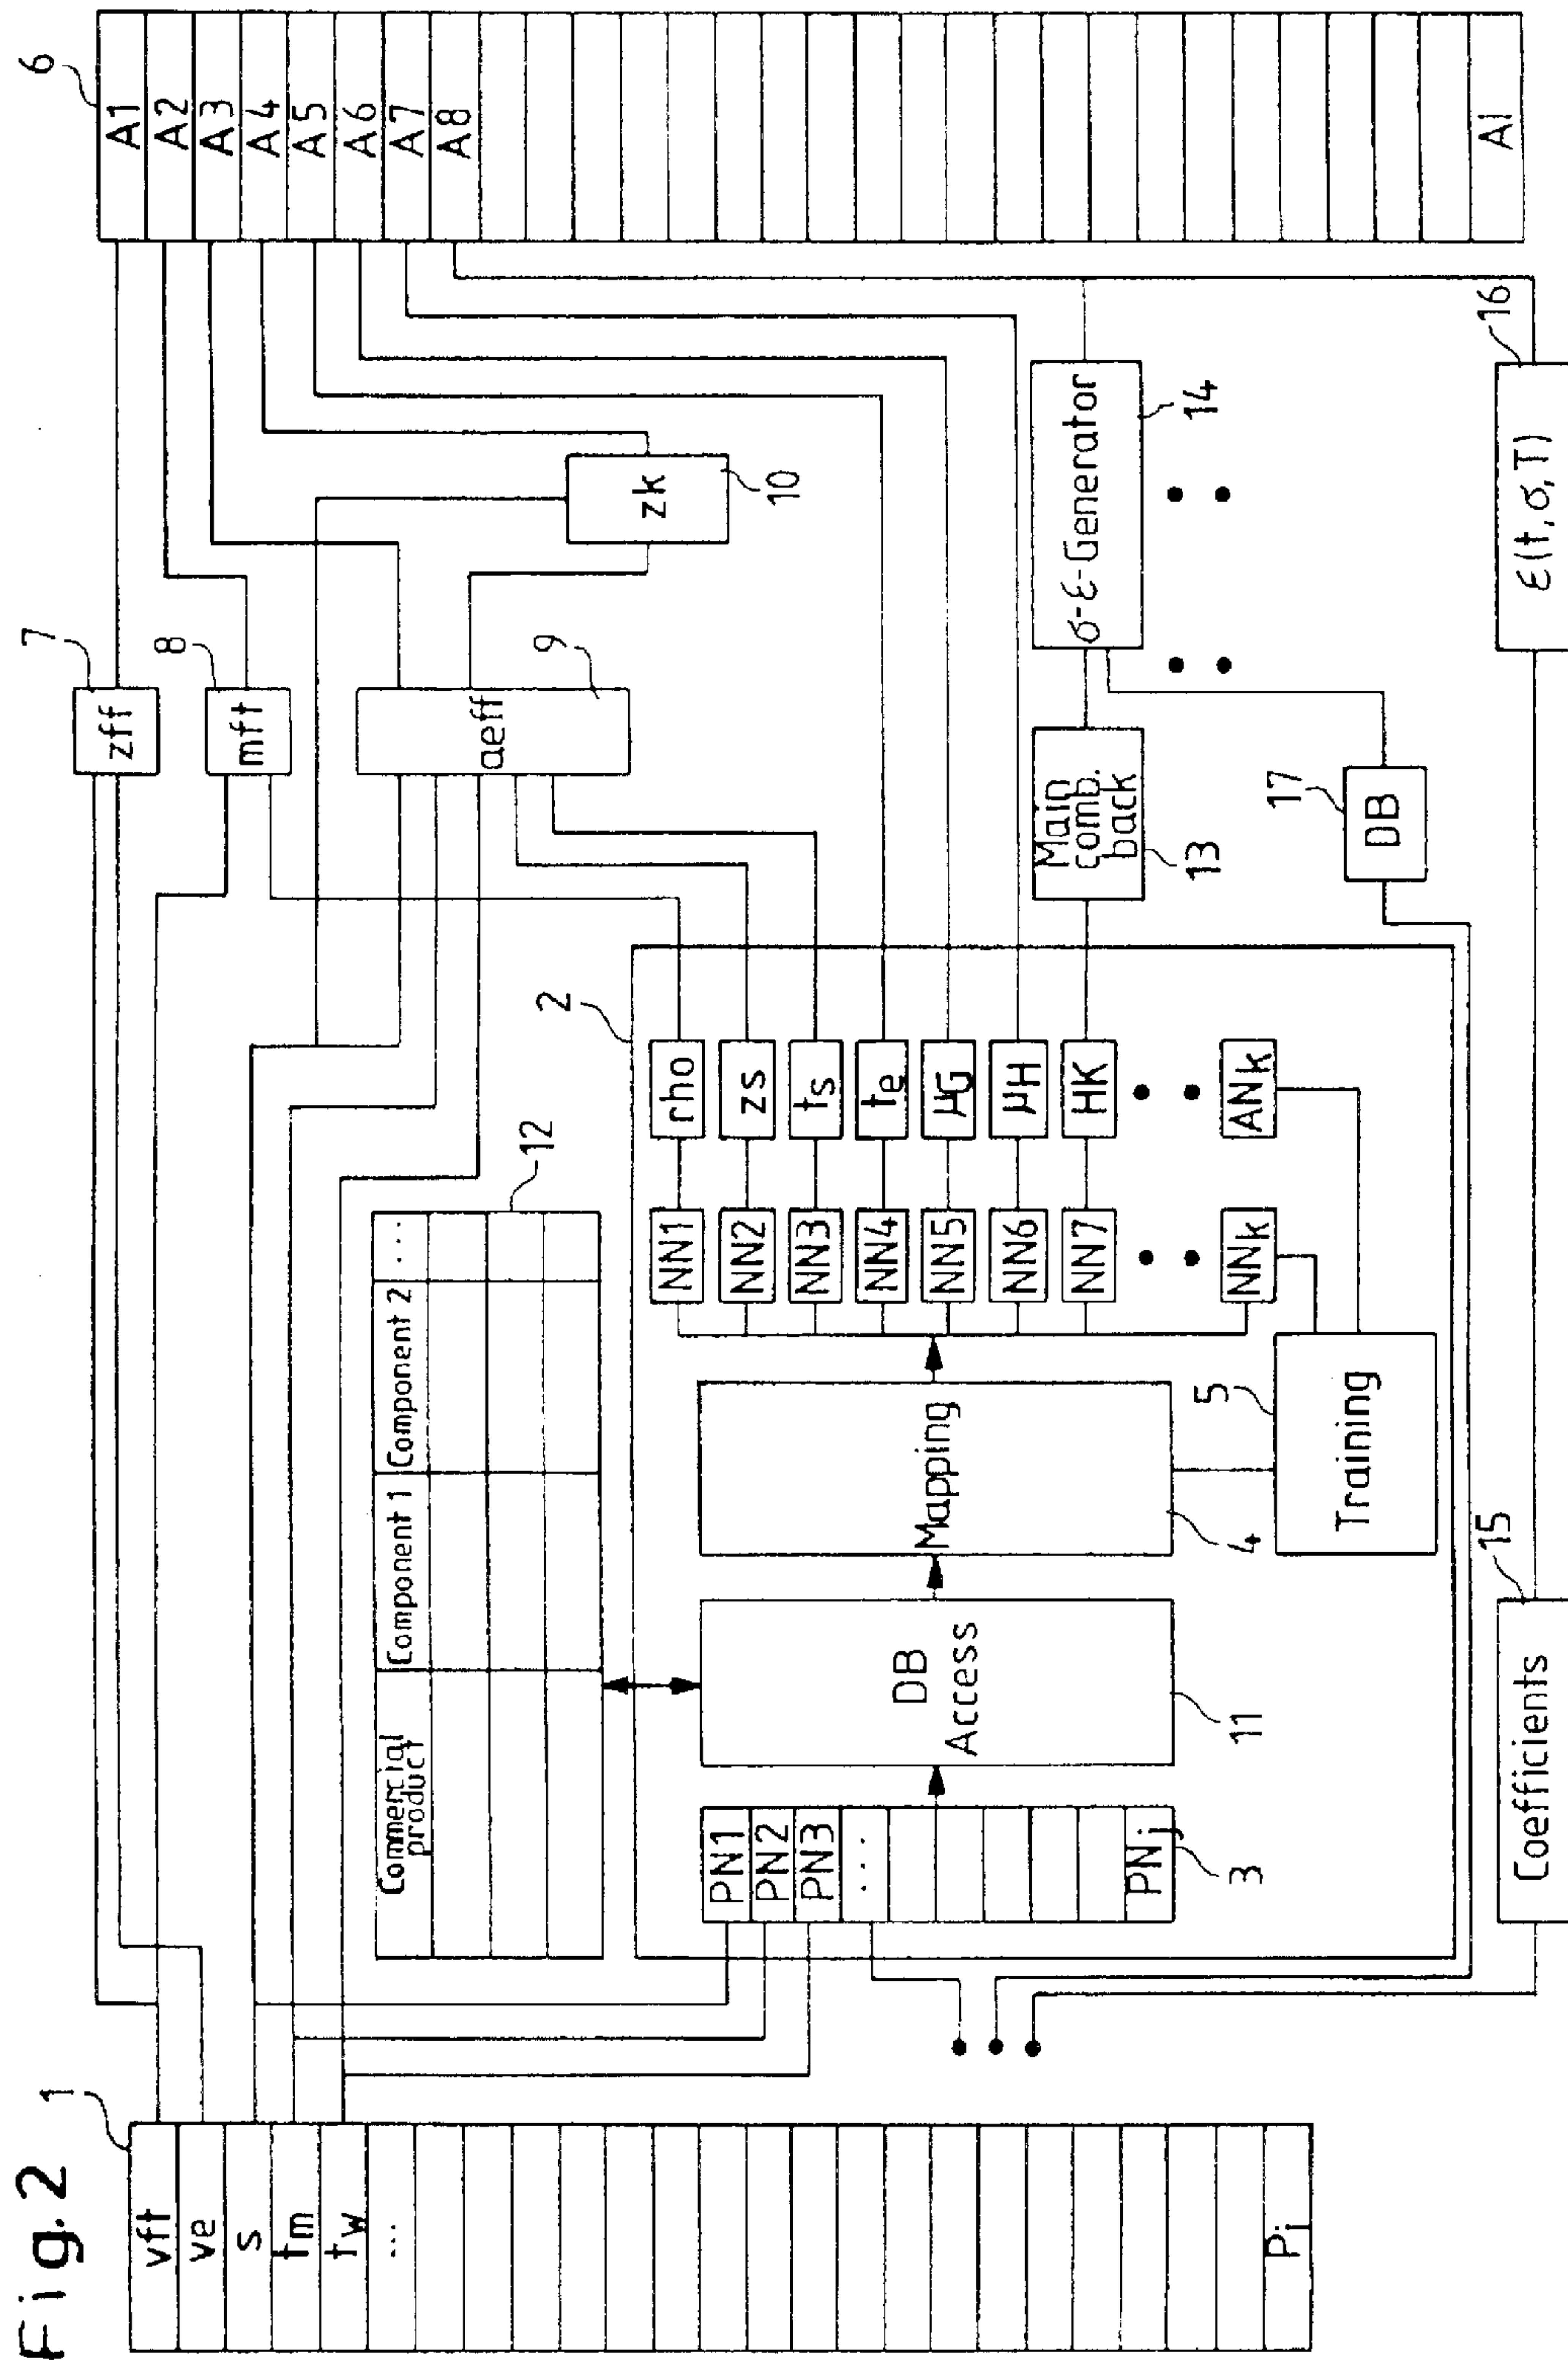 Fig.2
1
vft
ve
s
tm
tw
...
Pi
Commercial
product
Component 1
Component 2
...
12
2
PN1
PN2
PN3
...
PNj
3
DB
Access
11
Mapping
4
Training
5
NN1
NN2
NN3
NN4
NN5
NN6
NN7
NNk
rho
zs
ts
te
μG
μH
HK
ANk
zff
7
mft
8
aeff
9
zk
10
Main
comb.
back
13
σ-ε-Generator
14
DB
17
Coefficients
15
ε(t,σ,T)
16
6
A1
A2
A3
A4
A5
A6
A7
A8
Al